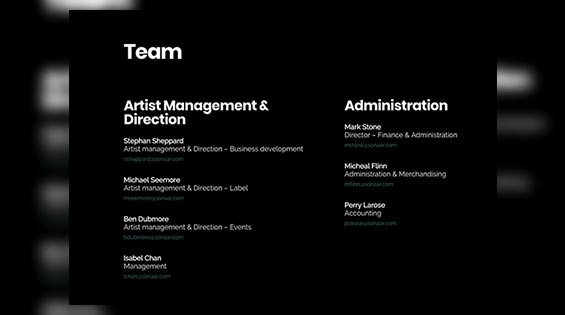 Team
Artist Management &
Direction
Stephan Sheppard
Artist management & Direction – Business development
ssheppard@sonaar.com
Michael Seemore
Artist management & Direction – Label
mseemore@sonaar.com
Ben Dubmore
Artist management & Direction – Events
bdubmore@sonaar.com
Isabel Chan
Management
ichan@sonaar.com
Administration
Mark Stone
Director – Finance & Administration
mstone@sonaar.com
Micheal Flinn
Administration & Merchandising
mflinn@sonaar.com
Perry Larose
Accounting
plarose@sonaar.com